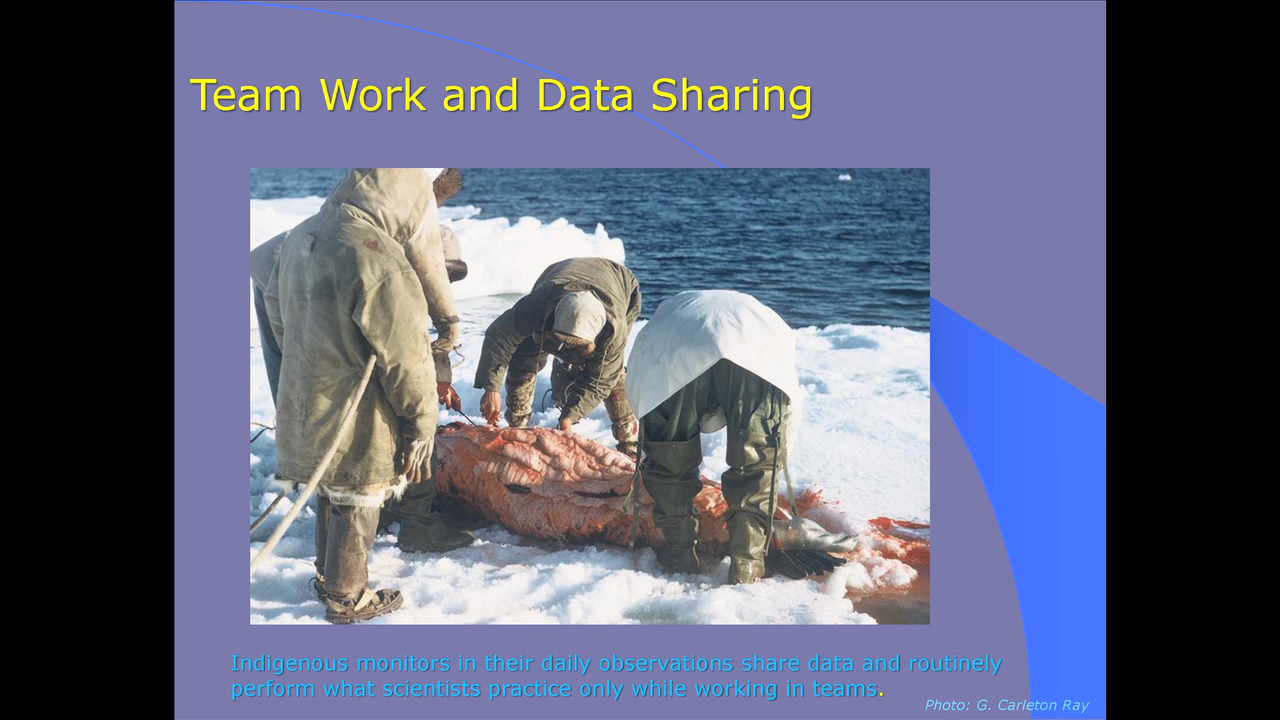 Team Work and Data Sharing
Indigenous monitors in their daily observations share data and routinely
perform what scientists practice only while working in teams.
Photo: G. Carleton Ray